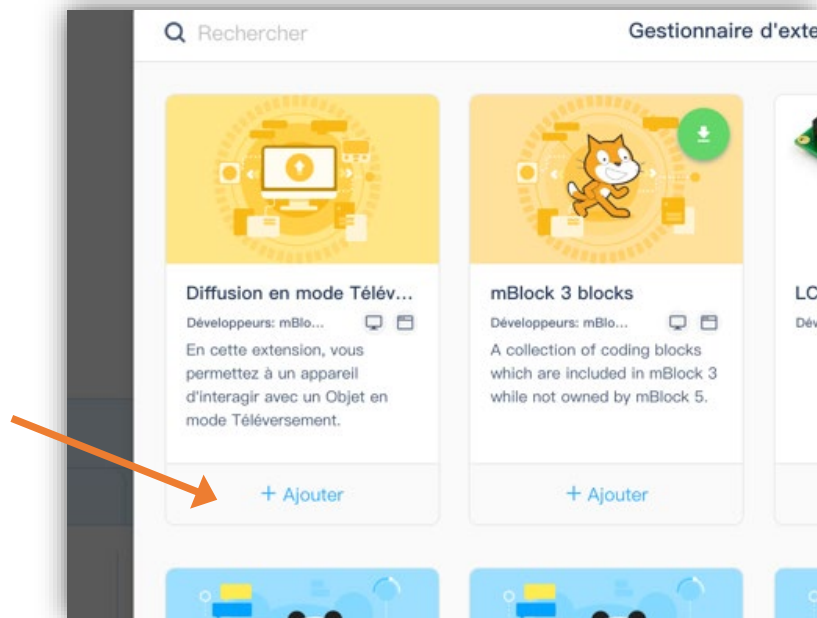 Rechercher
Gestionnaire d'exte
Diffusion en mode Télév...
Développeurs: mBlo...
En cette extension, vous
permettez à un appareil
d'interagir avec un Objet en
mode Téléversement.
+ Ajouter
mBlock 3 blocks
Développeurs: mBlo...
A collection of coding blocks
which are included in mBlock 3
while not owned by mBlock 5.
+ Ajouter
LC
Dév